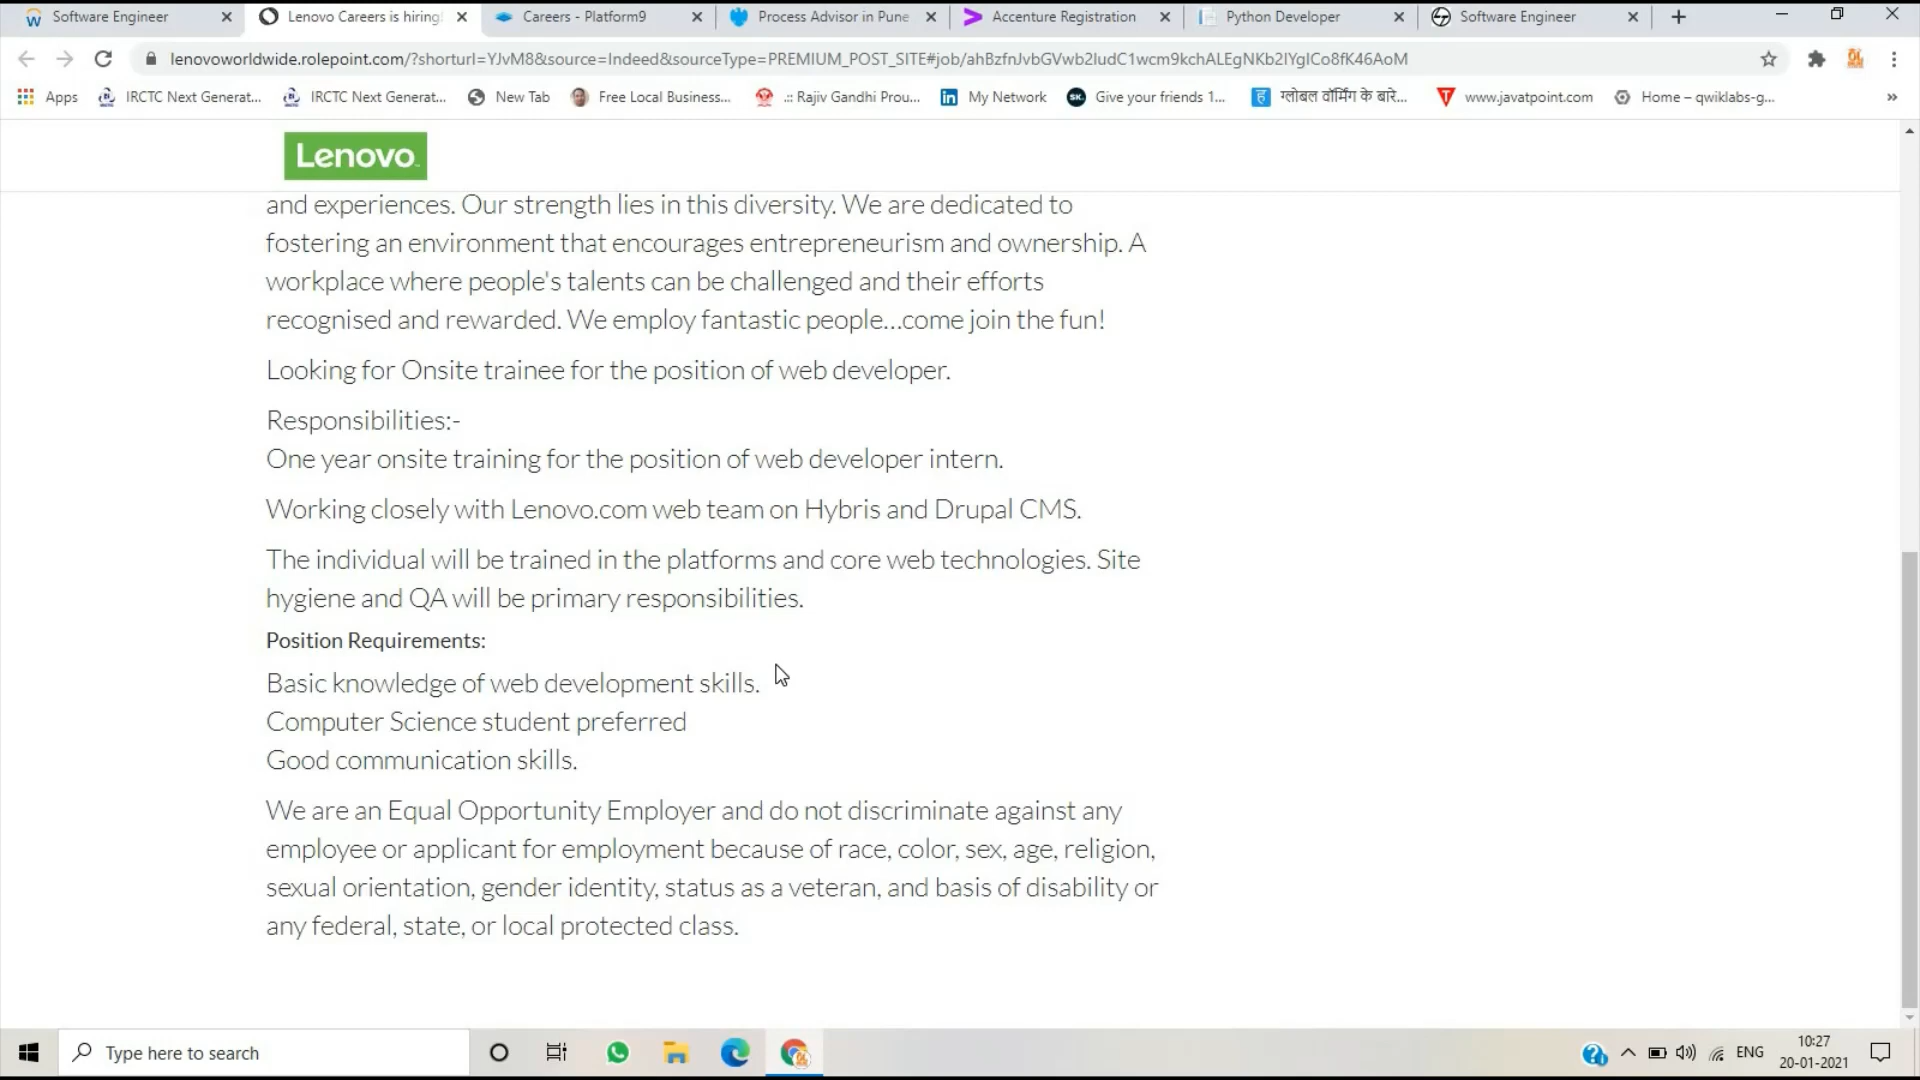 Software Engineer
Lenovo Careers is hiring
Careers - Platform9
Process Advisor in Pune
Accenture Registration
Python Developer
Software Engineer
lenovoworldwide.rolepoint.com/?shorturl=YJvM8&source=Indeed&sourceType=PREMIUM_POST_SITE#job/ahBzfnJvbGVwb2ludC1wcm9kchALEgNKb2IYgICo8fK46AoM
Apps
IRCTC Next Generat...
IRCTC Next Generat...
New Tab
Free Local Business...
.:: Rajiv Gandhi Prou...
My Network
Give your friends 1...
ग्लोबल वॉर्मिंग के बारे...
www.javatpoint.com
Home – qwiklabs-g...
Lenovo
and experiences. Our strength lies in this diversity. We are dedicated to
fostering an environment that encourages entrepreneurism and ownership. A
workplace where people's talents can be challenged and their efforts
recognised and rewarded. We employ fantastic people...come join the fun!
Looking for Onsite trainee for the position of web developer.
Responsibilities:-
One year onsite training for the position of web developer intern.
Working closely with Lenovo.com web team on Hybris and Drupal CMS.
The individual will be trained in the platforms and core web technologies. Site
hygiene and QA will be primary responsibilities.
Position Requirements:
Basic knowledge of web development skills.
Computer Science student preferred
Good communication skills.
We are an Equal Opportunity Employer and do not discriminate against any
employee or applicant for employment because of race, color, sex, age, religion,
sexual orientation, gender identity, status as a veteran, and basis of disability or
any federal, state, or local protected class.
Type here to search
ENG
10:27
20-01-2021